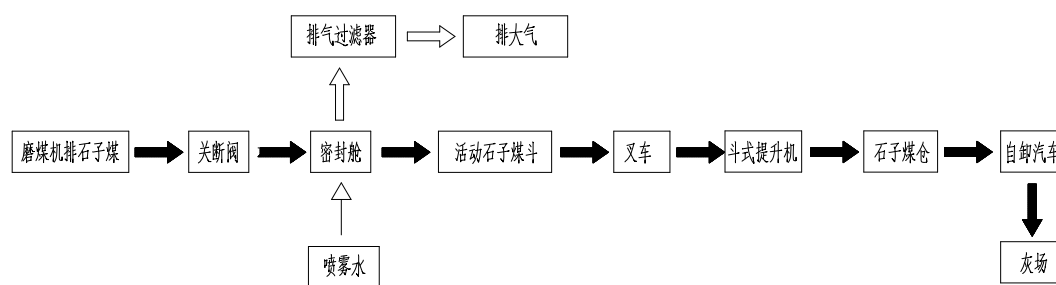 排气过滤器
排大气
磨煤机排石子煤
关断阀
密封舱
活动石子煤斗
叉车
斗式提升机
石子煤仓
自卸汽车
喷雾水
灰场